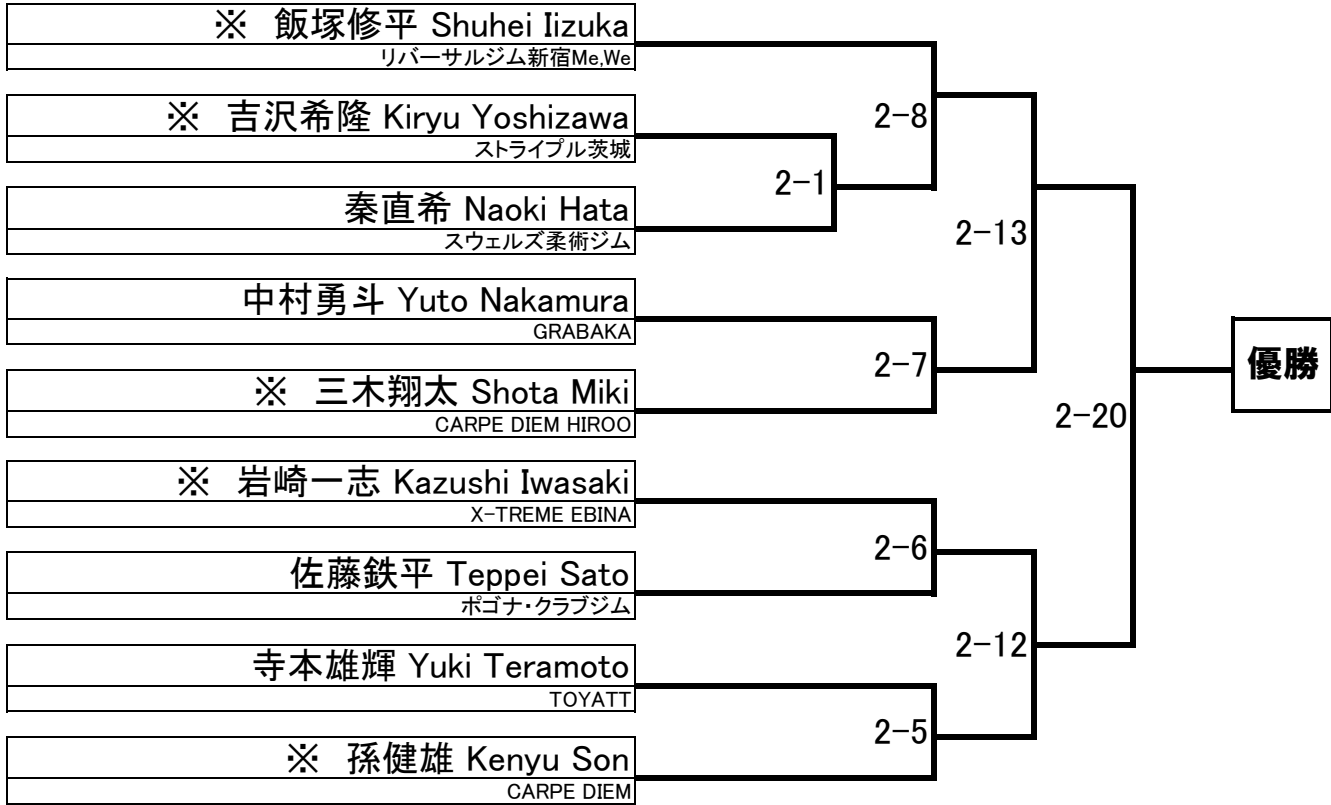 ※ 飯塚修平 Shuhei Iizuka
リバーサルジム新宿Me,We
※ 吉沢希隆 Kiryu Yoshizawa
ストライプル茨城
秦直希 Naoki Hata
スウェルズ柔術ジム
中村勇斗 Yuto Nakamura
GRABAKA
※ 三木翔太 Shota Miki
CARPE DIEM HIROO
※ 岩崎一志 Kazushi Iwasaki
X-TREME EBINA
佐藤鉄平 Teppei Sato
ポゴナ・クラブジム
寺本雄輝 Yuki Teramoto
TOYATT
※ 孫健雄 Kenyu Son
CARPE DIEM
2-1
2-8
2-7
2-6
2-5
2-13
2-12
2-20
優勝